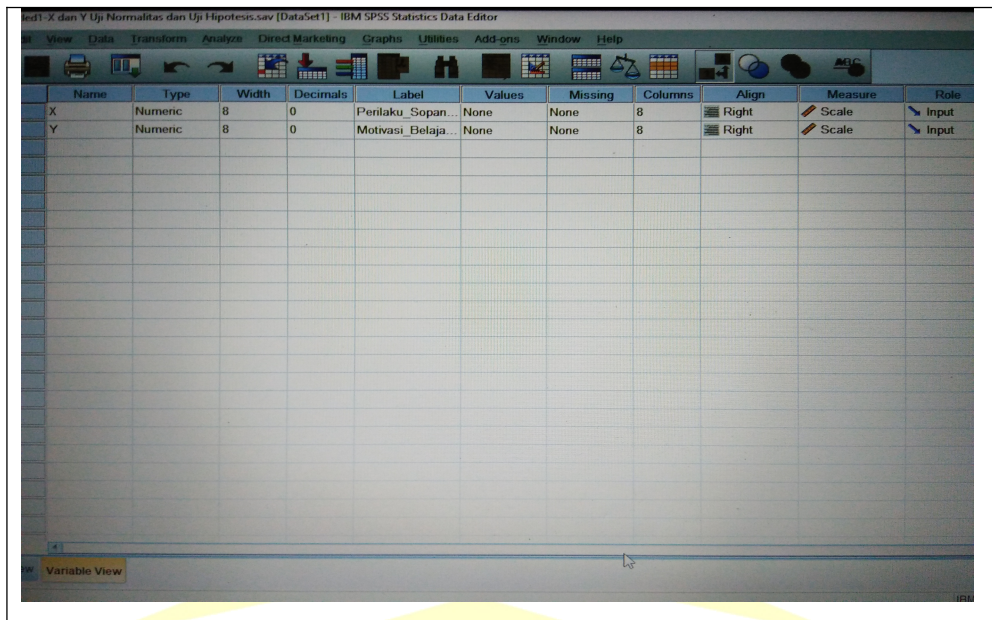 led1-X dan Y Uji Normalitas dan Uji Hipotesis.sav [DataSet1] - IBM SPSS Statistics Data Editor
View Data Transform Analyze Direct Marketing Graphs Utilities Add-ons Window Help
Name Type Width Decimals Label Values Missing Columns Align Measure Role
X Numeric 8 0 Perilaku_Sopan... None None 8 Right Scale Input
Y Numeric 8 0 Motivasi_Belaja... None None 8 Right Scale Input
Variable View
IBM